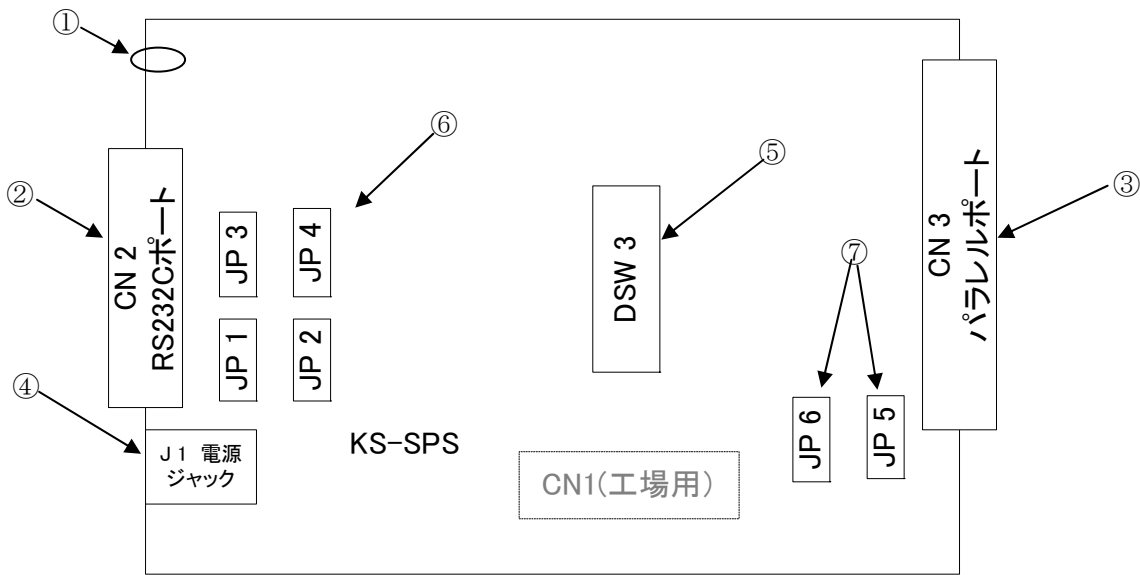 ①
⑥
⑤
②
③
CN 2
RS232Cポート
JP 3
JP 4
DSW 3
⑦
CN 3
パラレルポート
JP 1
JP 2
④
J1 電源
ジャック
KS-SPS
CN1(工場用)
JP 6
JP 5